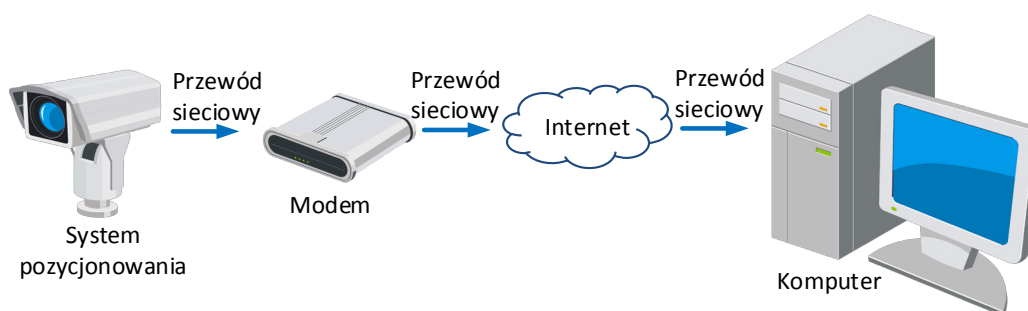 Przewód
sieciowy
Przewód
sieciowy
Przewód
sieciowy
Internet
Modem
System
pozycjonowania
Komputer